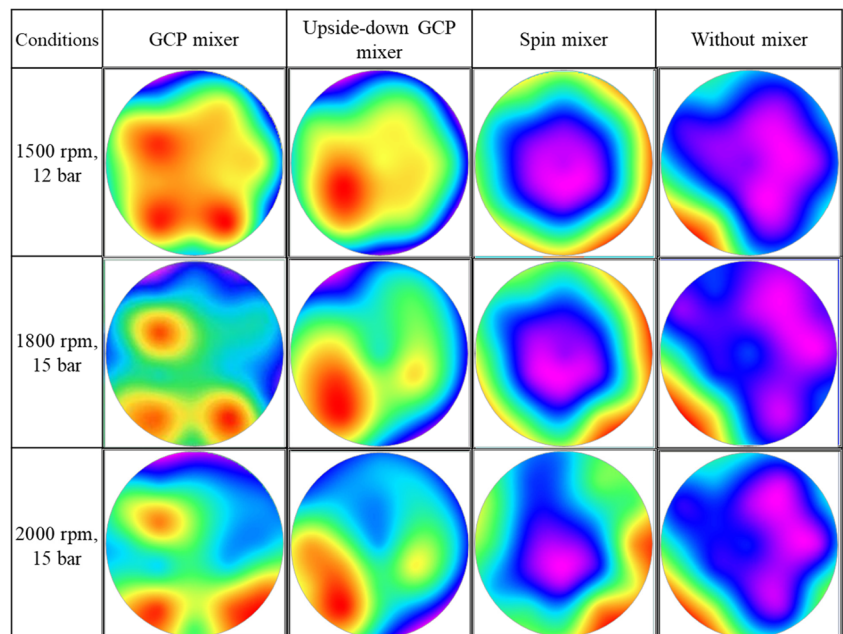 Conditions
GCP mixer
Upside-down GCP
mixer
Spin mixer
Without mixer
1500 rpm,
12 bar
1800 rpm,
15 bar
2000 rpm,
15 bar